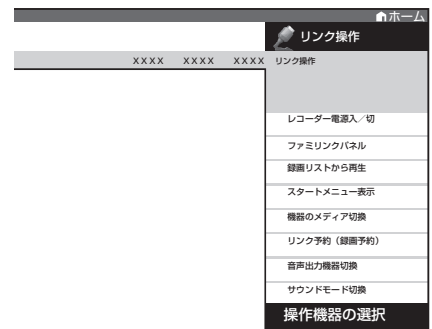 ホーム
リンク操作
XXXX XXXX XXXX リンク操作
レコーダー電源入／切
ファミリンクパネル
録画リストから再生
スタートメニュー表示
機器のメディア切換
リンク予約（録画予約）
音声出力機器切換
サウンドモード切換
操作機器の選択